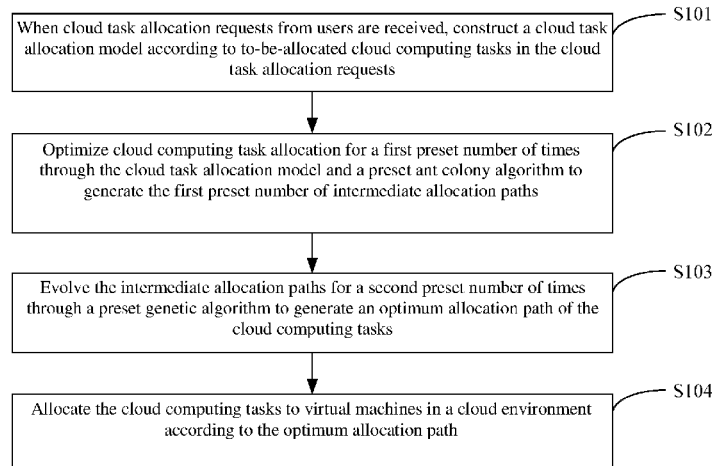 S101
When cloud task allocation requests from users are received, construct a cloud task
allocation model according to to-be-allocated cloud computing tasks in the cloud
task allocation requests
S102
Optimize cloud computing task allocation for a first preset number of times
through the cloud task allocation model and a preset ant colony algorithm to
generate the first preset number of intermediate allocation paths
S103
Evolve the intermediate allocation paths for a second preset number of times
through a preset genetic algorithm to generate an optimum allocation path of the
cloud computing tasks
S104
Allocate the cloud computing tasks to virtual machines in a cloud environment
according to the optimum allocation path